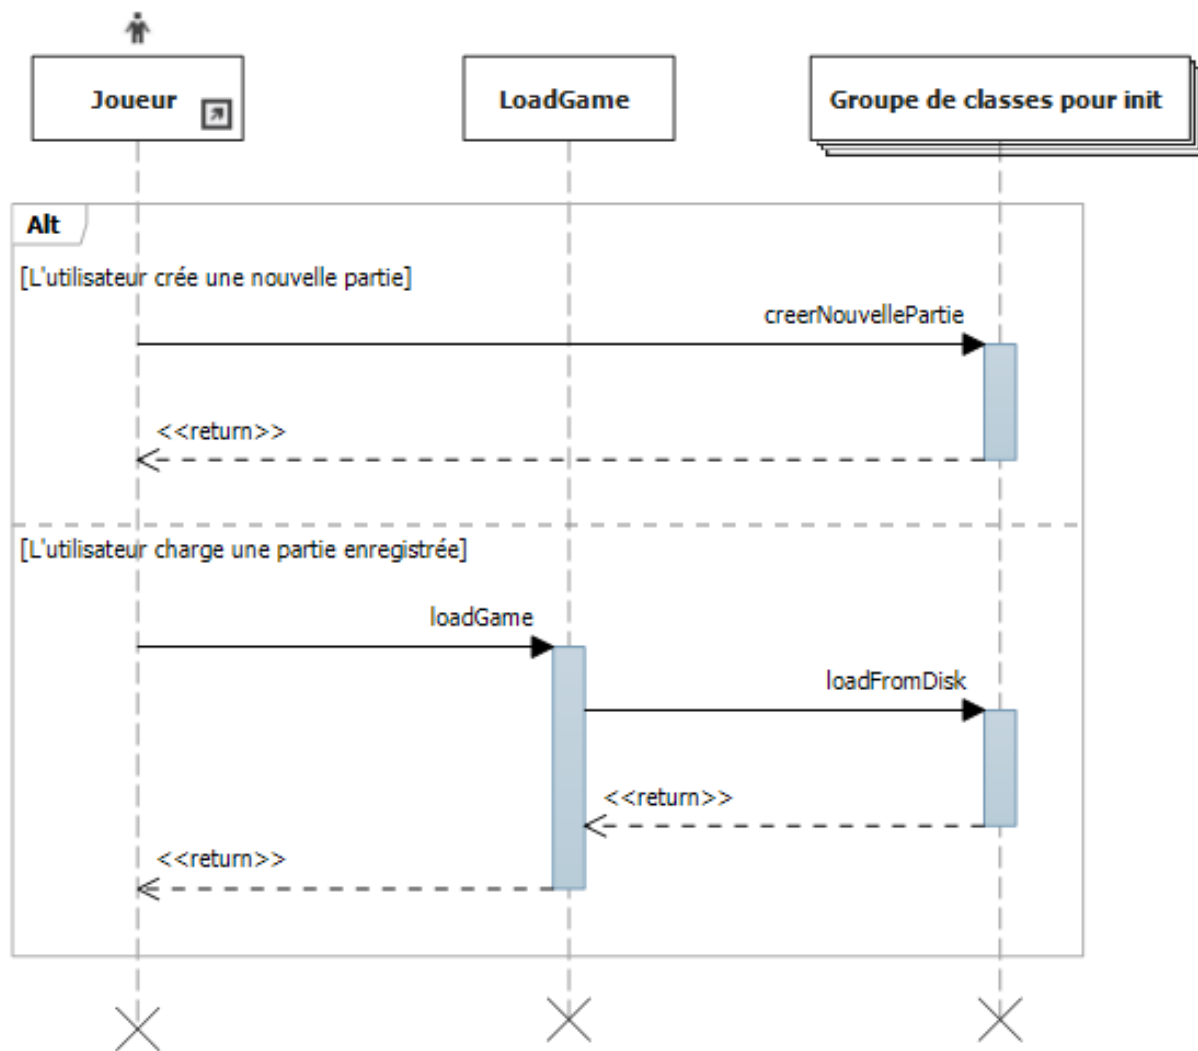 Joueur
LoadGame
Groupe de classes pour init
Alt
[L'utilisateur crée une nouvelle partie]
creerNouvellePartie
<<return>>
[L'utilisateur charge une partie enregistrée]
loadGame
loadFromDisk
<<return>>
<<return>>